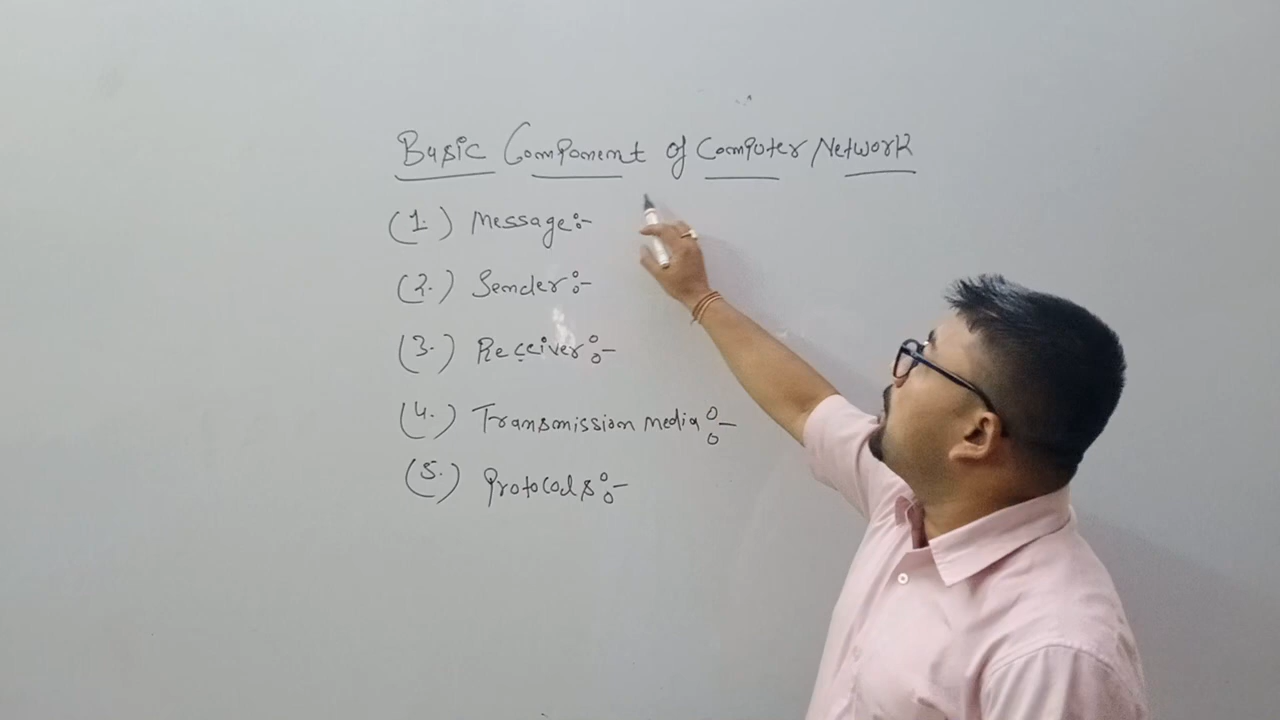 Basic Component of Computer Network
(1.) Message:-
(2.) Sender:-
(3.) Receiver:-
(4.) Transmission media:-
(5.) Protocols:-